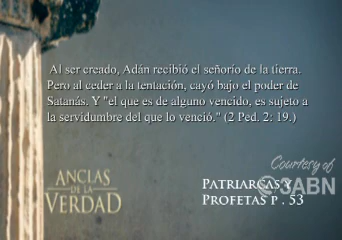 Al ser creado, Adán recibió el señorío de la tierra.
Pero al ceder a la tentación, cayó bajo el poder de
Satanás. Y "el que es de alguno vencido, es sujeto a
la servidumbre del que lo venció." (2 Ped. 2: 19.)
Courtesy of
3ABN
ANCLAS
DE LA
VERDAD
PATRIARCAS Y
PROFETAS P . 53